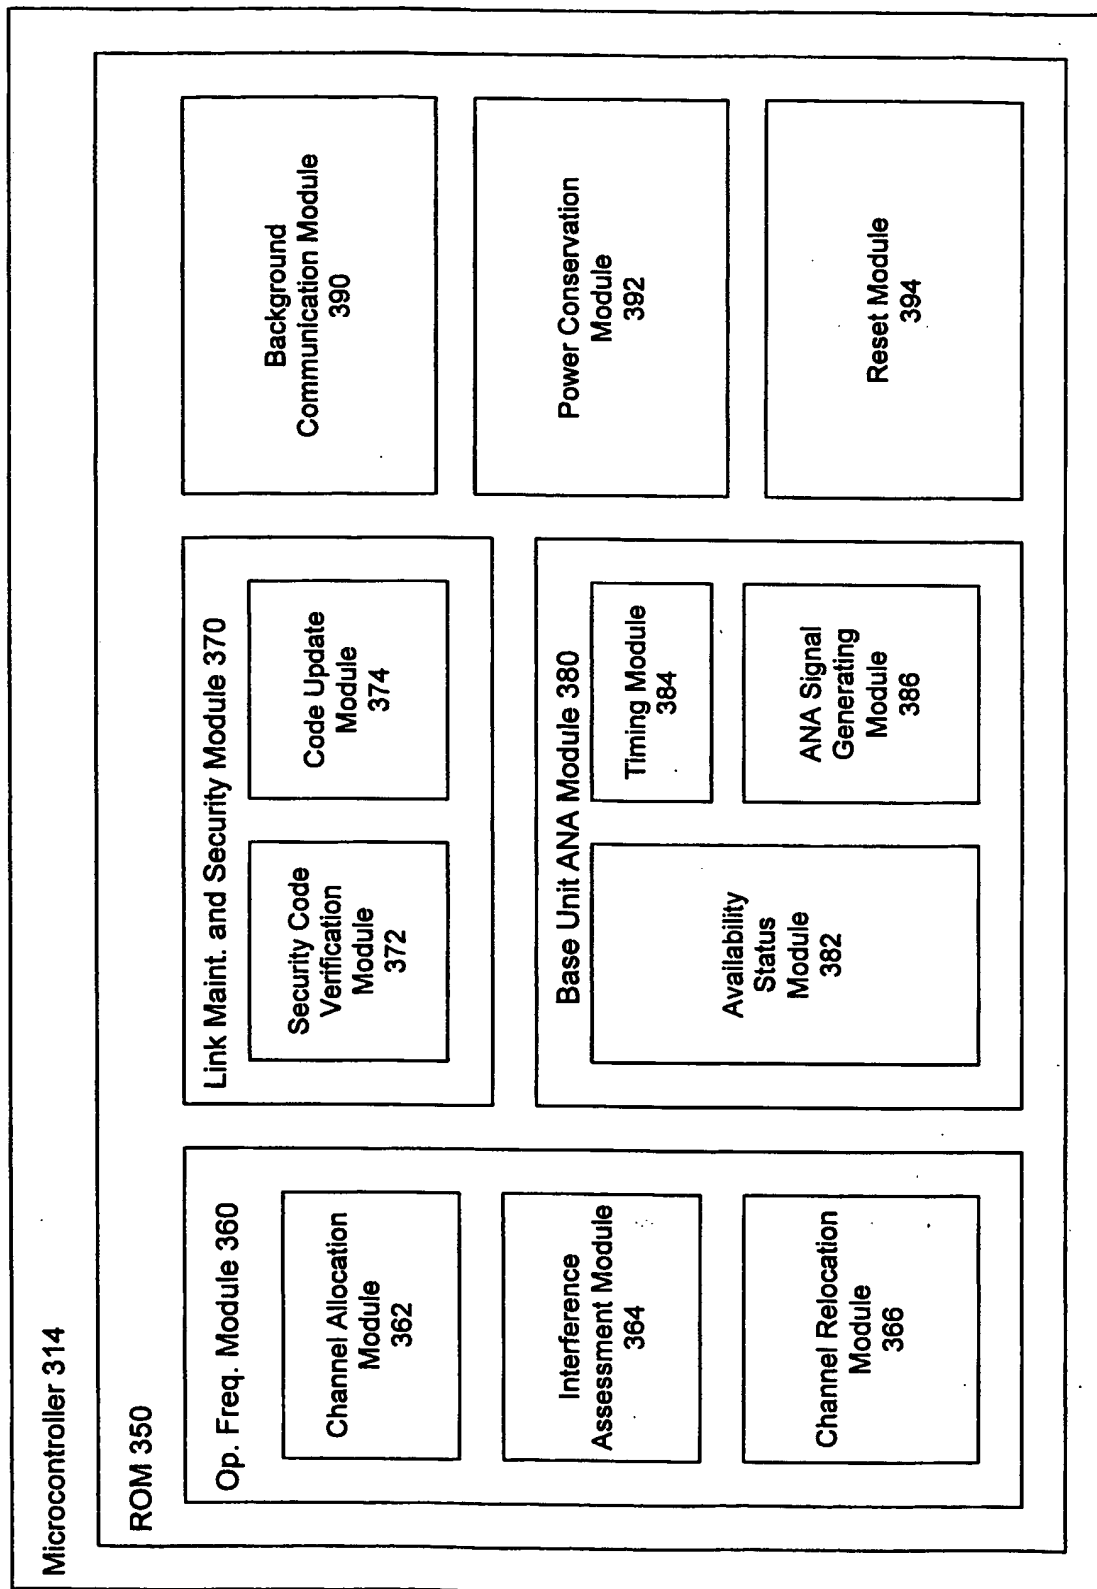 Microcontroller 314
ROM 350
Op. Freq. Module 360
Channel Allocation
Module
362
Interference
Assessment Module
364
Channel Relocation
Module
366
Link Maint. and Security Module 370
Security Code
Verification
Module
372
Code Update
Module
374
Base Unit ANA Module 380
Availability
Status
Module
382
Timing Module
384
ANA Signal
Generating
Module
386
Background
Communication Module
390
Power Conservation
Module
392
Reset Module
394